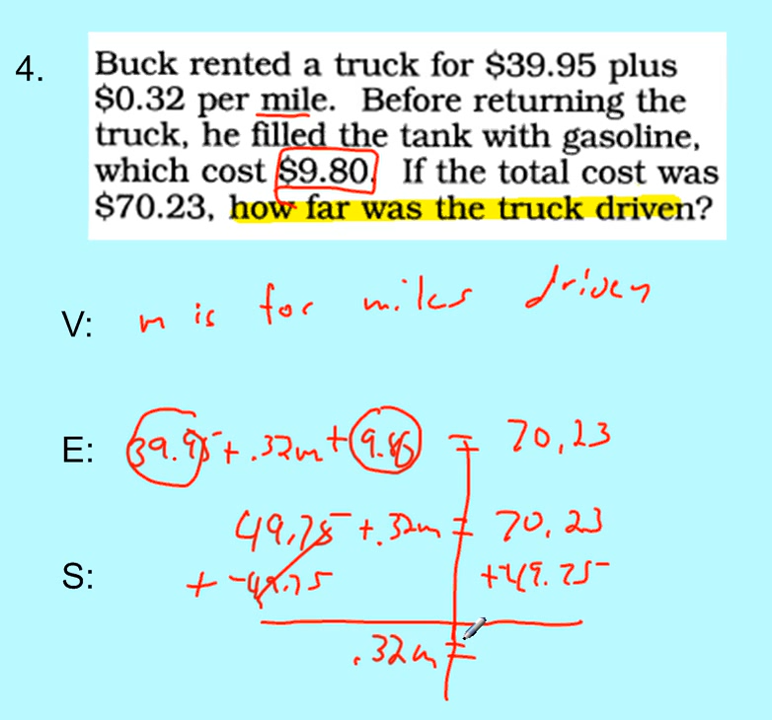 4. Buck rented a truck for $39.95 plus
$0.32 per mile. Before returning the
truck, he filled the tank with gasoline,
which cost $9.80. If the total cost was
$70.23, how far was the truck driven?
V: m is for miles driven
E: 39.95 + .32m + 9.80 = 70.23
49.75 + .32m = 70.23
S: + -49.75 + -49.75
.32m =